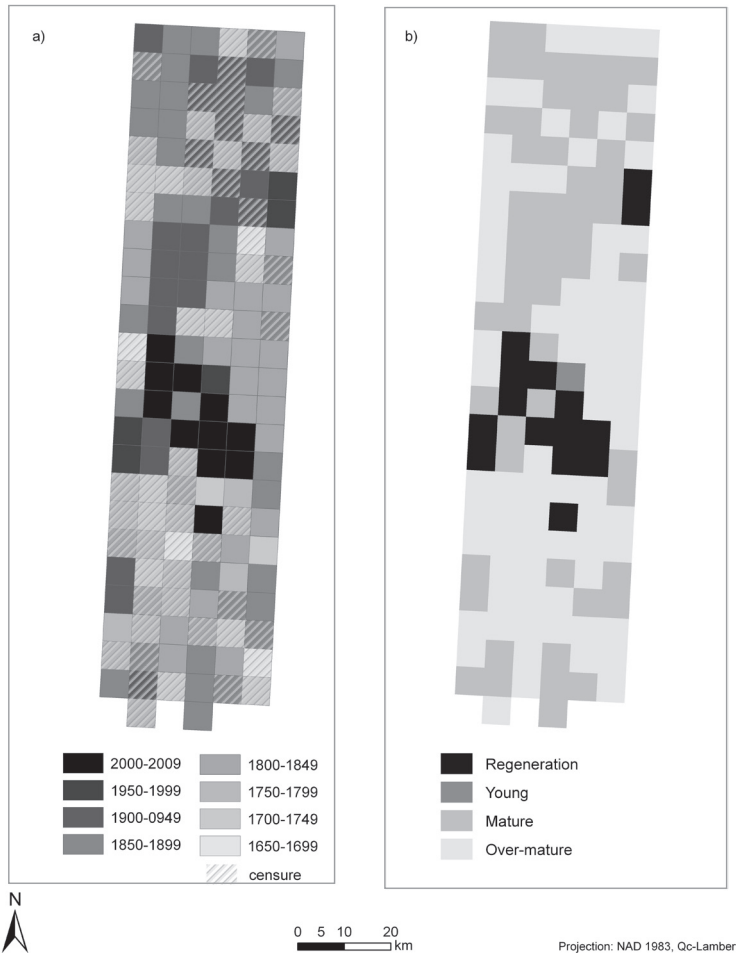 a)
b)
2000-2009
1950-1999
1900-0949
1850-1899
1800-1849
1750-1799
1700-1749
1650-1699
censure
Regeneration
Young
Mature
Over-mature
N
0 5 10 20
km
Projection: NAD 1983, Qc-Lamber